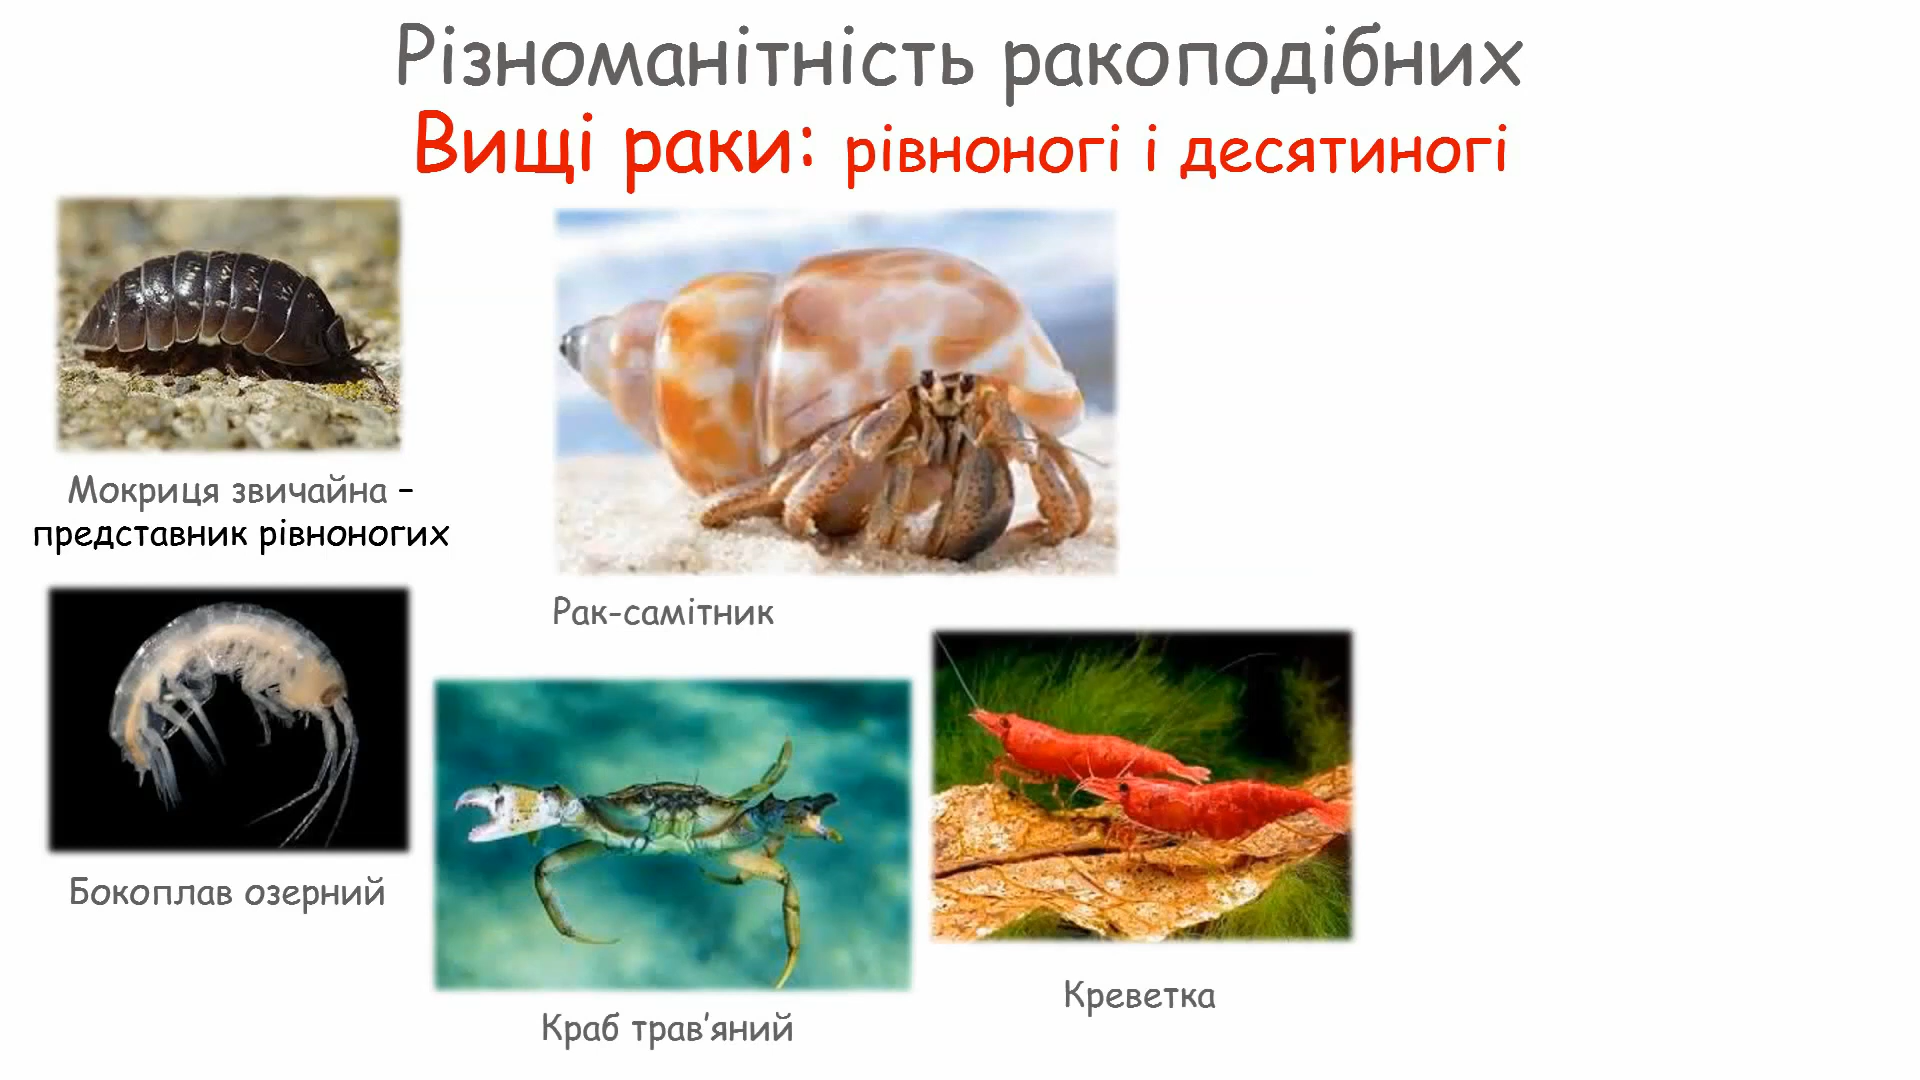 Різноманітність ракоподібних
Вищі раки: рівноногі і десятиногі
Мокриця звичайна –
представник рівноногих
Рак-самітник
Бокоплав озерний
Краб трав’яний
Креветка